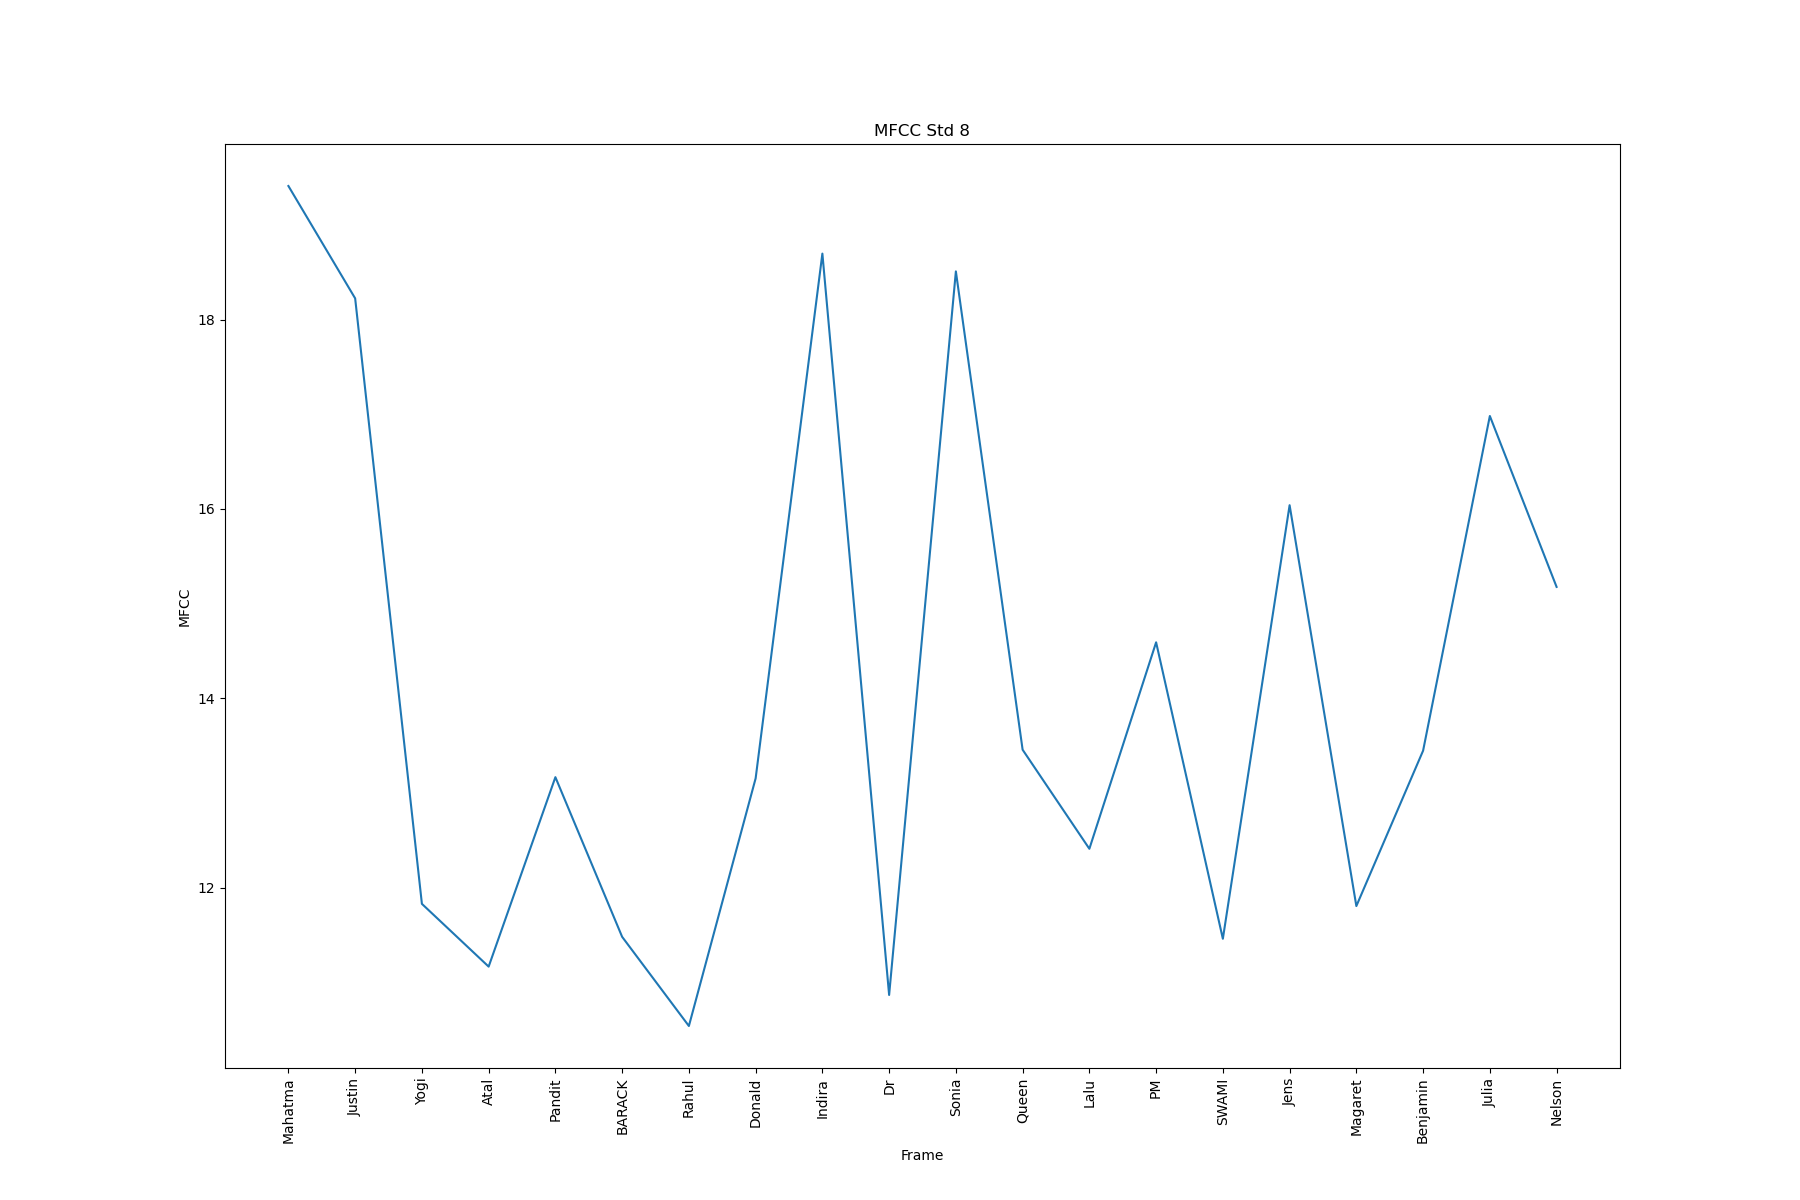 MFCC Std 8
18
16
14
12
MFCC
Mahatma
Justin
Yogi
Atal
Pandit
BARACK
Rahul
Donald
Indira
Dr
Sonia
Queen
Lalu
PM
SWAMI
Jens
Magaret
Benjamin
Julia
Nelson
Frame